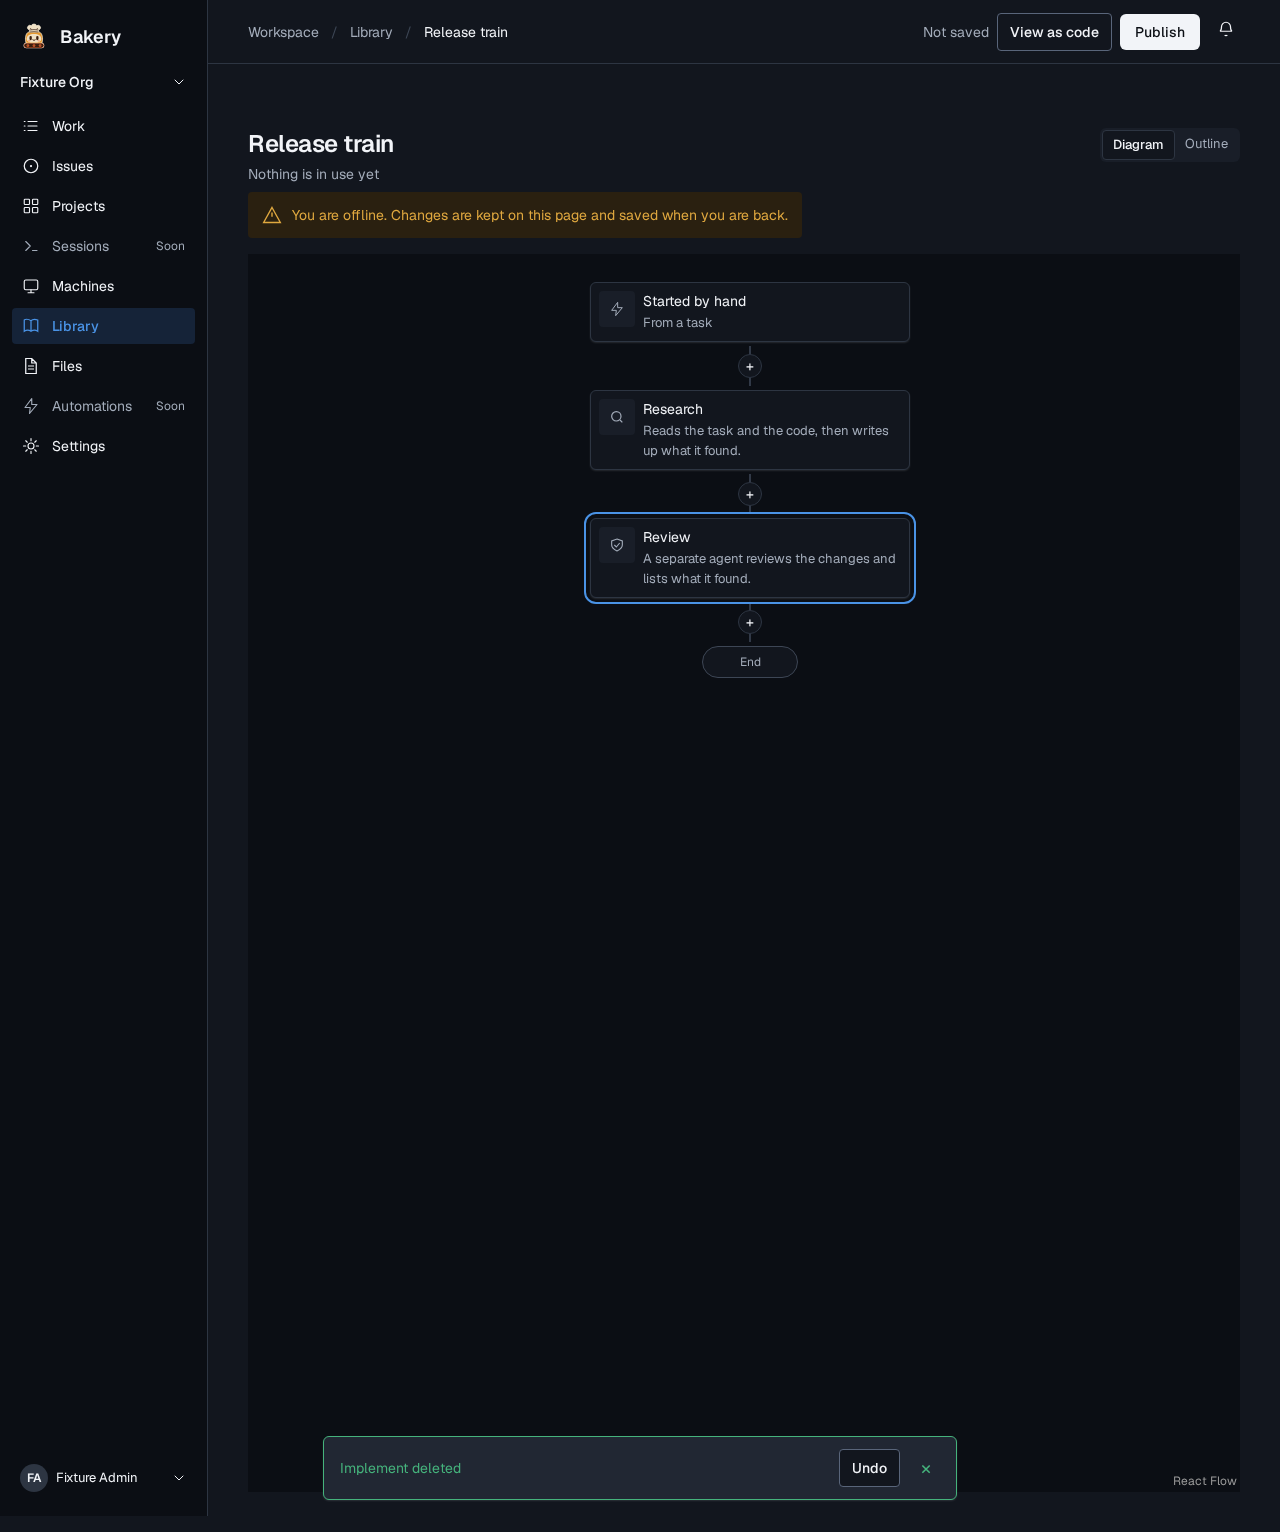 Bakery
Fixture Org
Work
Issues
Projects
Sessions Soon
Machines
Library
Files
Automations Soon
Settings
FA Fixture Admin
Workspace / Library / Release train
Not saved View as code Publish
Release train
Diagram Outline
Nothing is in use yet
You are offline. Changes are kept on this page and saved when you are back.
Started by hand
From a task
+
Research
Reads the task and the code, then writes
up what it found.
+
Review
A separate agent reviews the changes and
lists what it found.
+
End
Implement deleted Undo ×
React Flow